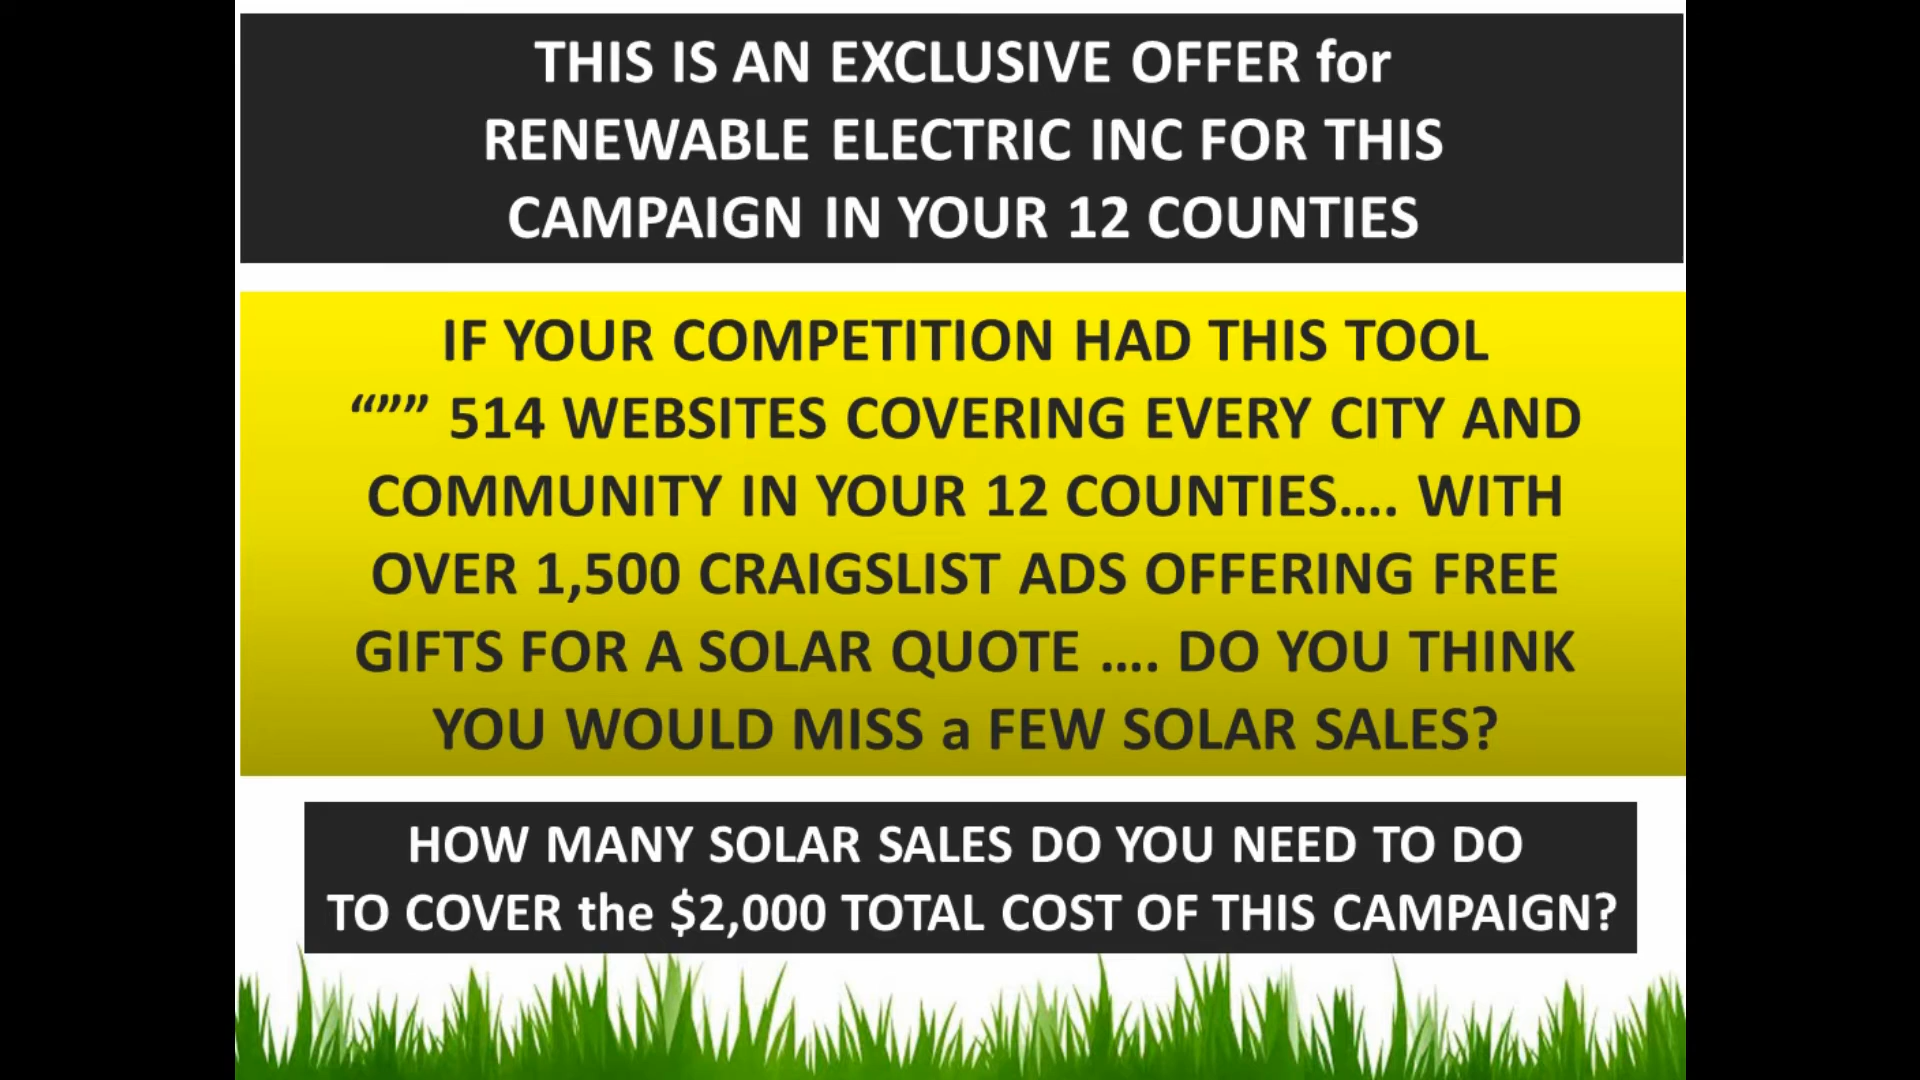 THIS IS AN EXCLUSIVE OFFER for
RENEWABLE ELECTRIC INC FOR THIS
CAMPAIGN IN YOUR 12 COUNTIES
IF YOUR COMPETITION HAD THIS TOOL
“”” 514 WEBSITES COVERING EVERY CITY AND
COMMUNITY IN YOUR 12 COUNTIES…. WITH
OVER 1,500 CRAIGSLIST ADS OFFERING FREE
GIFTS FOR A SOLAR QUOTE …. DO YOU THINK
YOU WOULD MISS a FEW SOLAR SALES?
HOW MANY SOLAR SALES DO YOU NEED TO DO
TO COVER the $2,000 TOTAL COST OF THIS CAMPAIGN?